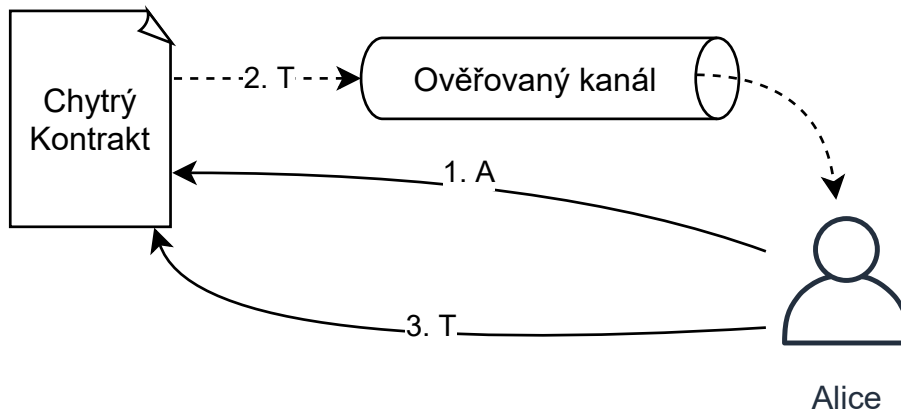 Chytrý
Kontrakt
2. T
Ověřovaný kanál
1. A
3. T
Alice